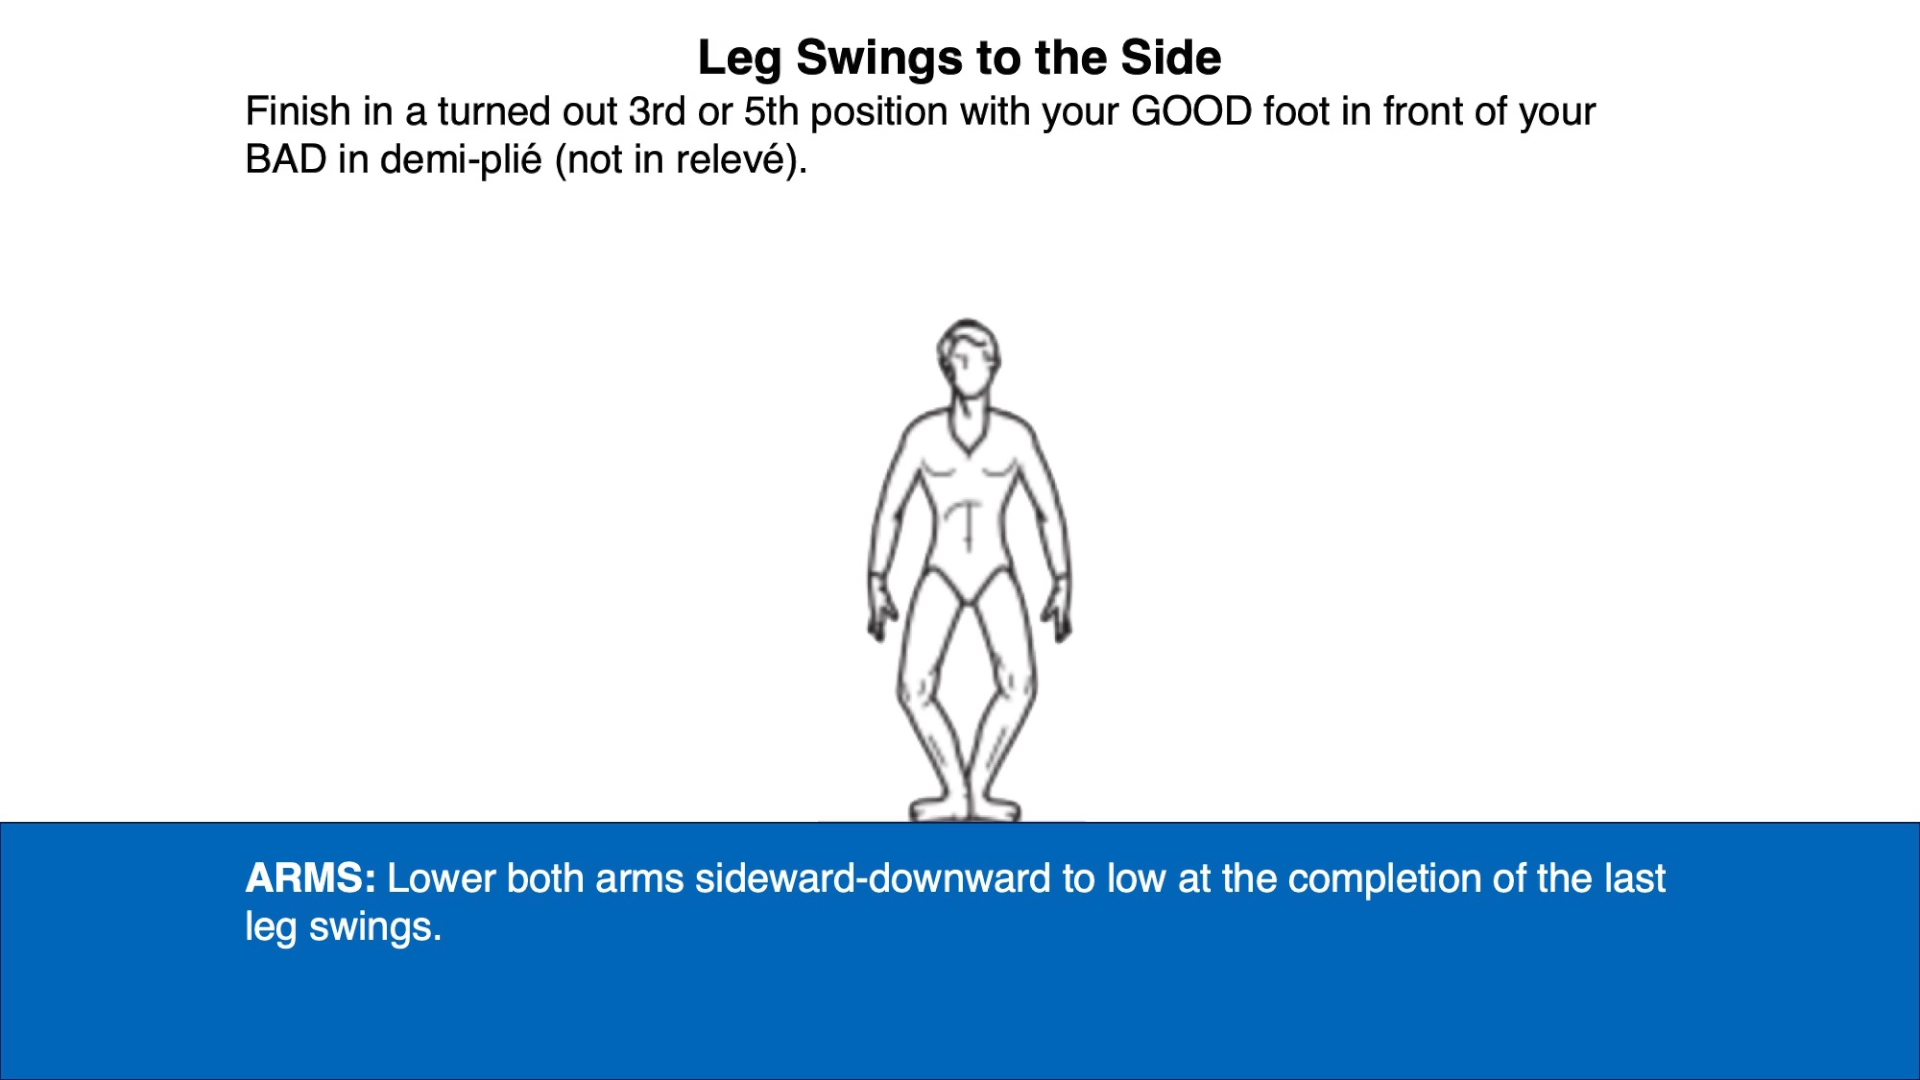 Leg Swings to the Side
Finish in a turned out 3rd or 5th position with your GOOD foot in front of your
BAD in demi-plié (not in relevé).
ARMS: Lower both arms sideward-downward to low at the completion of the last
leg swings.